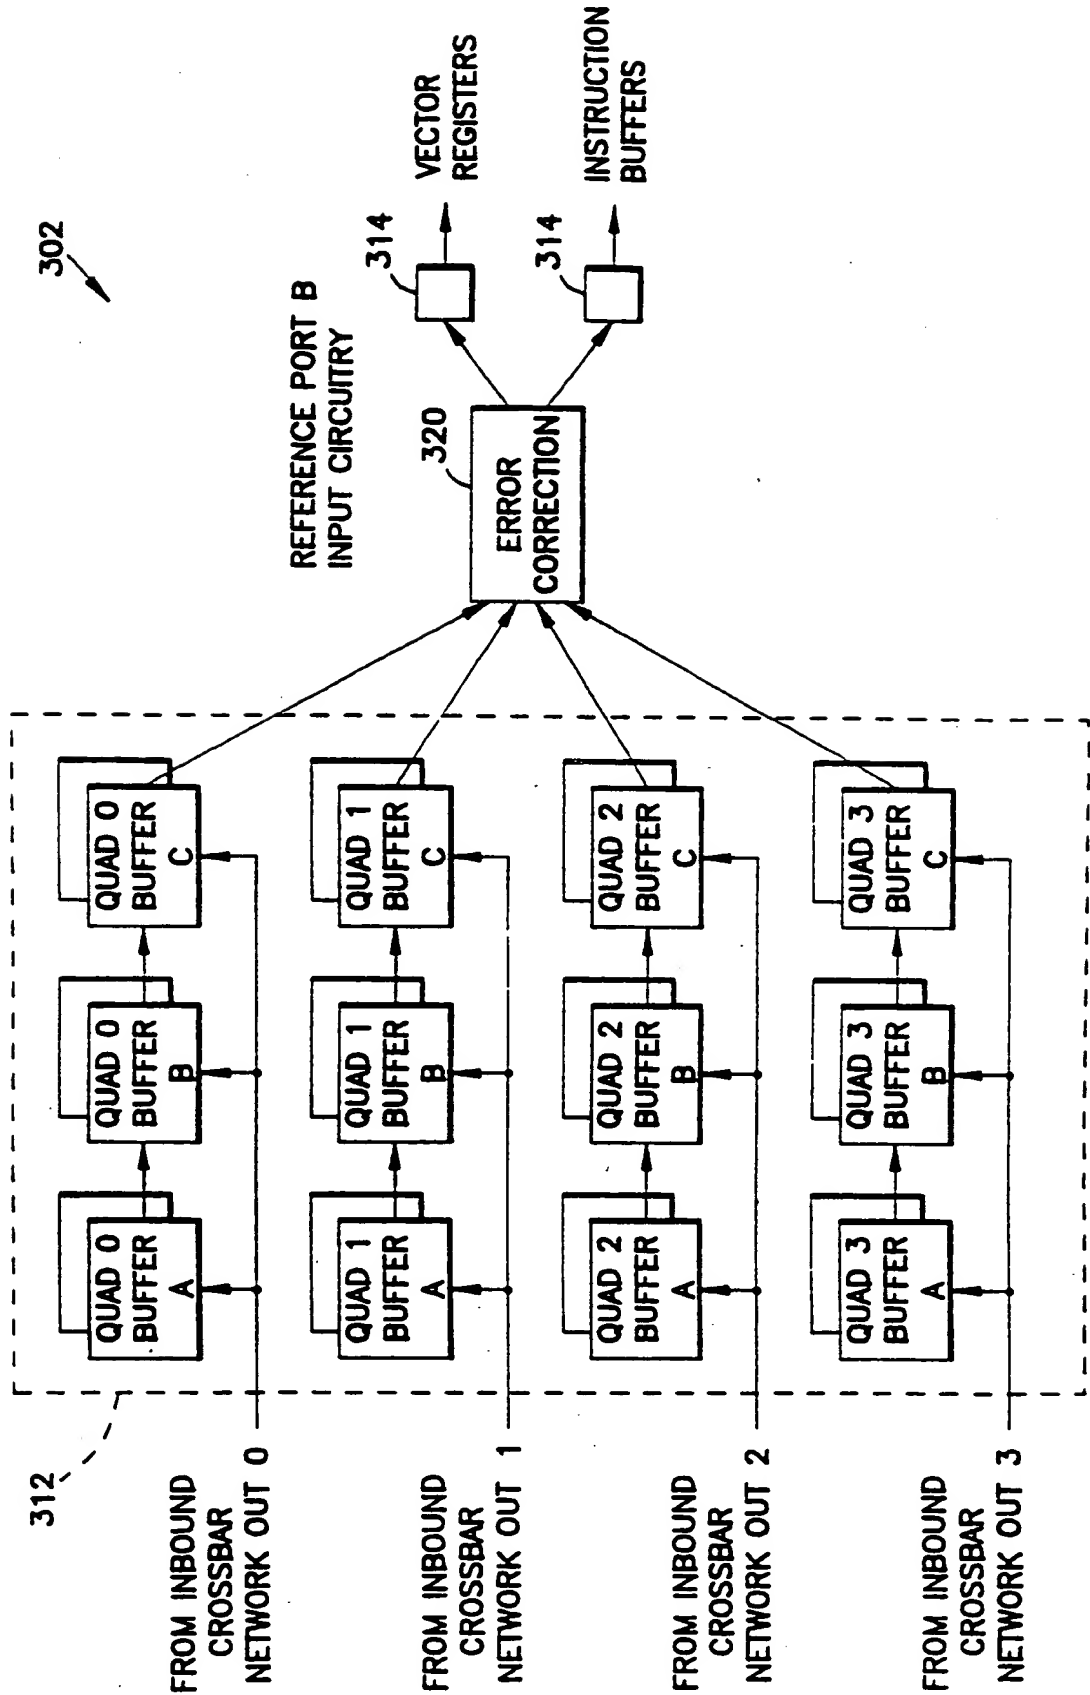 302
REFERENCE PORT B
INPUT CIRCUITRY
312
FROM INBOUND
CROSSBAR
NETWORK OUT 0
QUAD 0
BUFFER
A
QUAD 0
BUFFER
B
QUAD 0
BUFFER
C
FROM INBOUND
CROSSBAR
NETWORK OUT 1
QUAD 1
BUFFER
A
QUAD 1
BUFFER
B
QUAD 1
BUFFER
C
FROM INBOUND
CROSSBAR
NETWORK OUT 2
QUAD 2
BUFFER
A
QUAD 2
BUFFER
B
QUAD 2
BUFFER
C
FROM INBOUND
CROSSBAR
NETWORK OUT 3
QUAD 3
BUFFER
A
QUAD 3
BUFFER
B
QUAD 3
BUFFER
C
320
ERROR
CORRECTION
314
VECTOR
REGISTERS
314
INSTRUCTION
BUFFERS